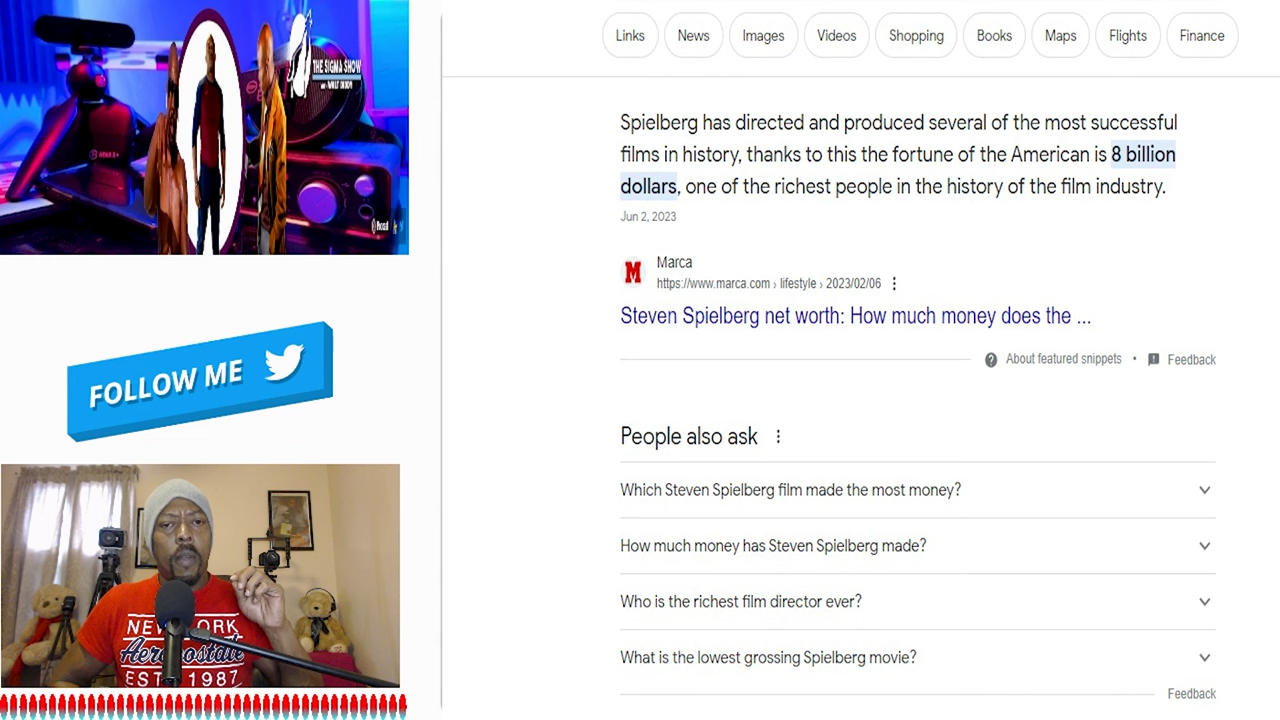 THE SIGMA SHOW
FOLLOW ME
NEW YORK
Aeropostale
EST 1987
Links
News
Images
Videos
Shopping
Books
Maps
Flights
Finance
Spielberg has directed and produced several of the most successful
films in history, thanks to this the fortune of the American is 8 billion
dollars, one of the richest people in the history of the film industry.
Jun 2, 2023
M
Marca
https://www.marca.com › lifestyle › 2023/02/06
Steven Spielberg net worth: How much money does the ...
About featured snippets • Feedback
People also ask
Which Steven Spielberg film made the most money?
How much money has Steven Spielberg made?
Who is the richest film director ever?
What is the lowest grossing Spielberg movie?
Feedback